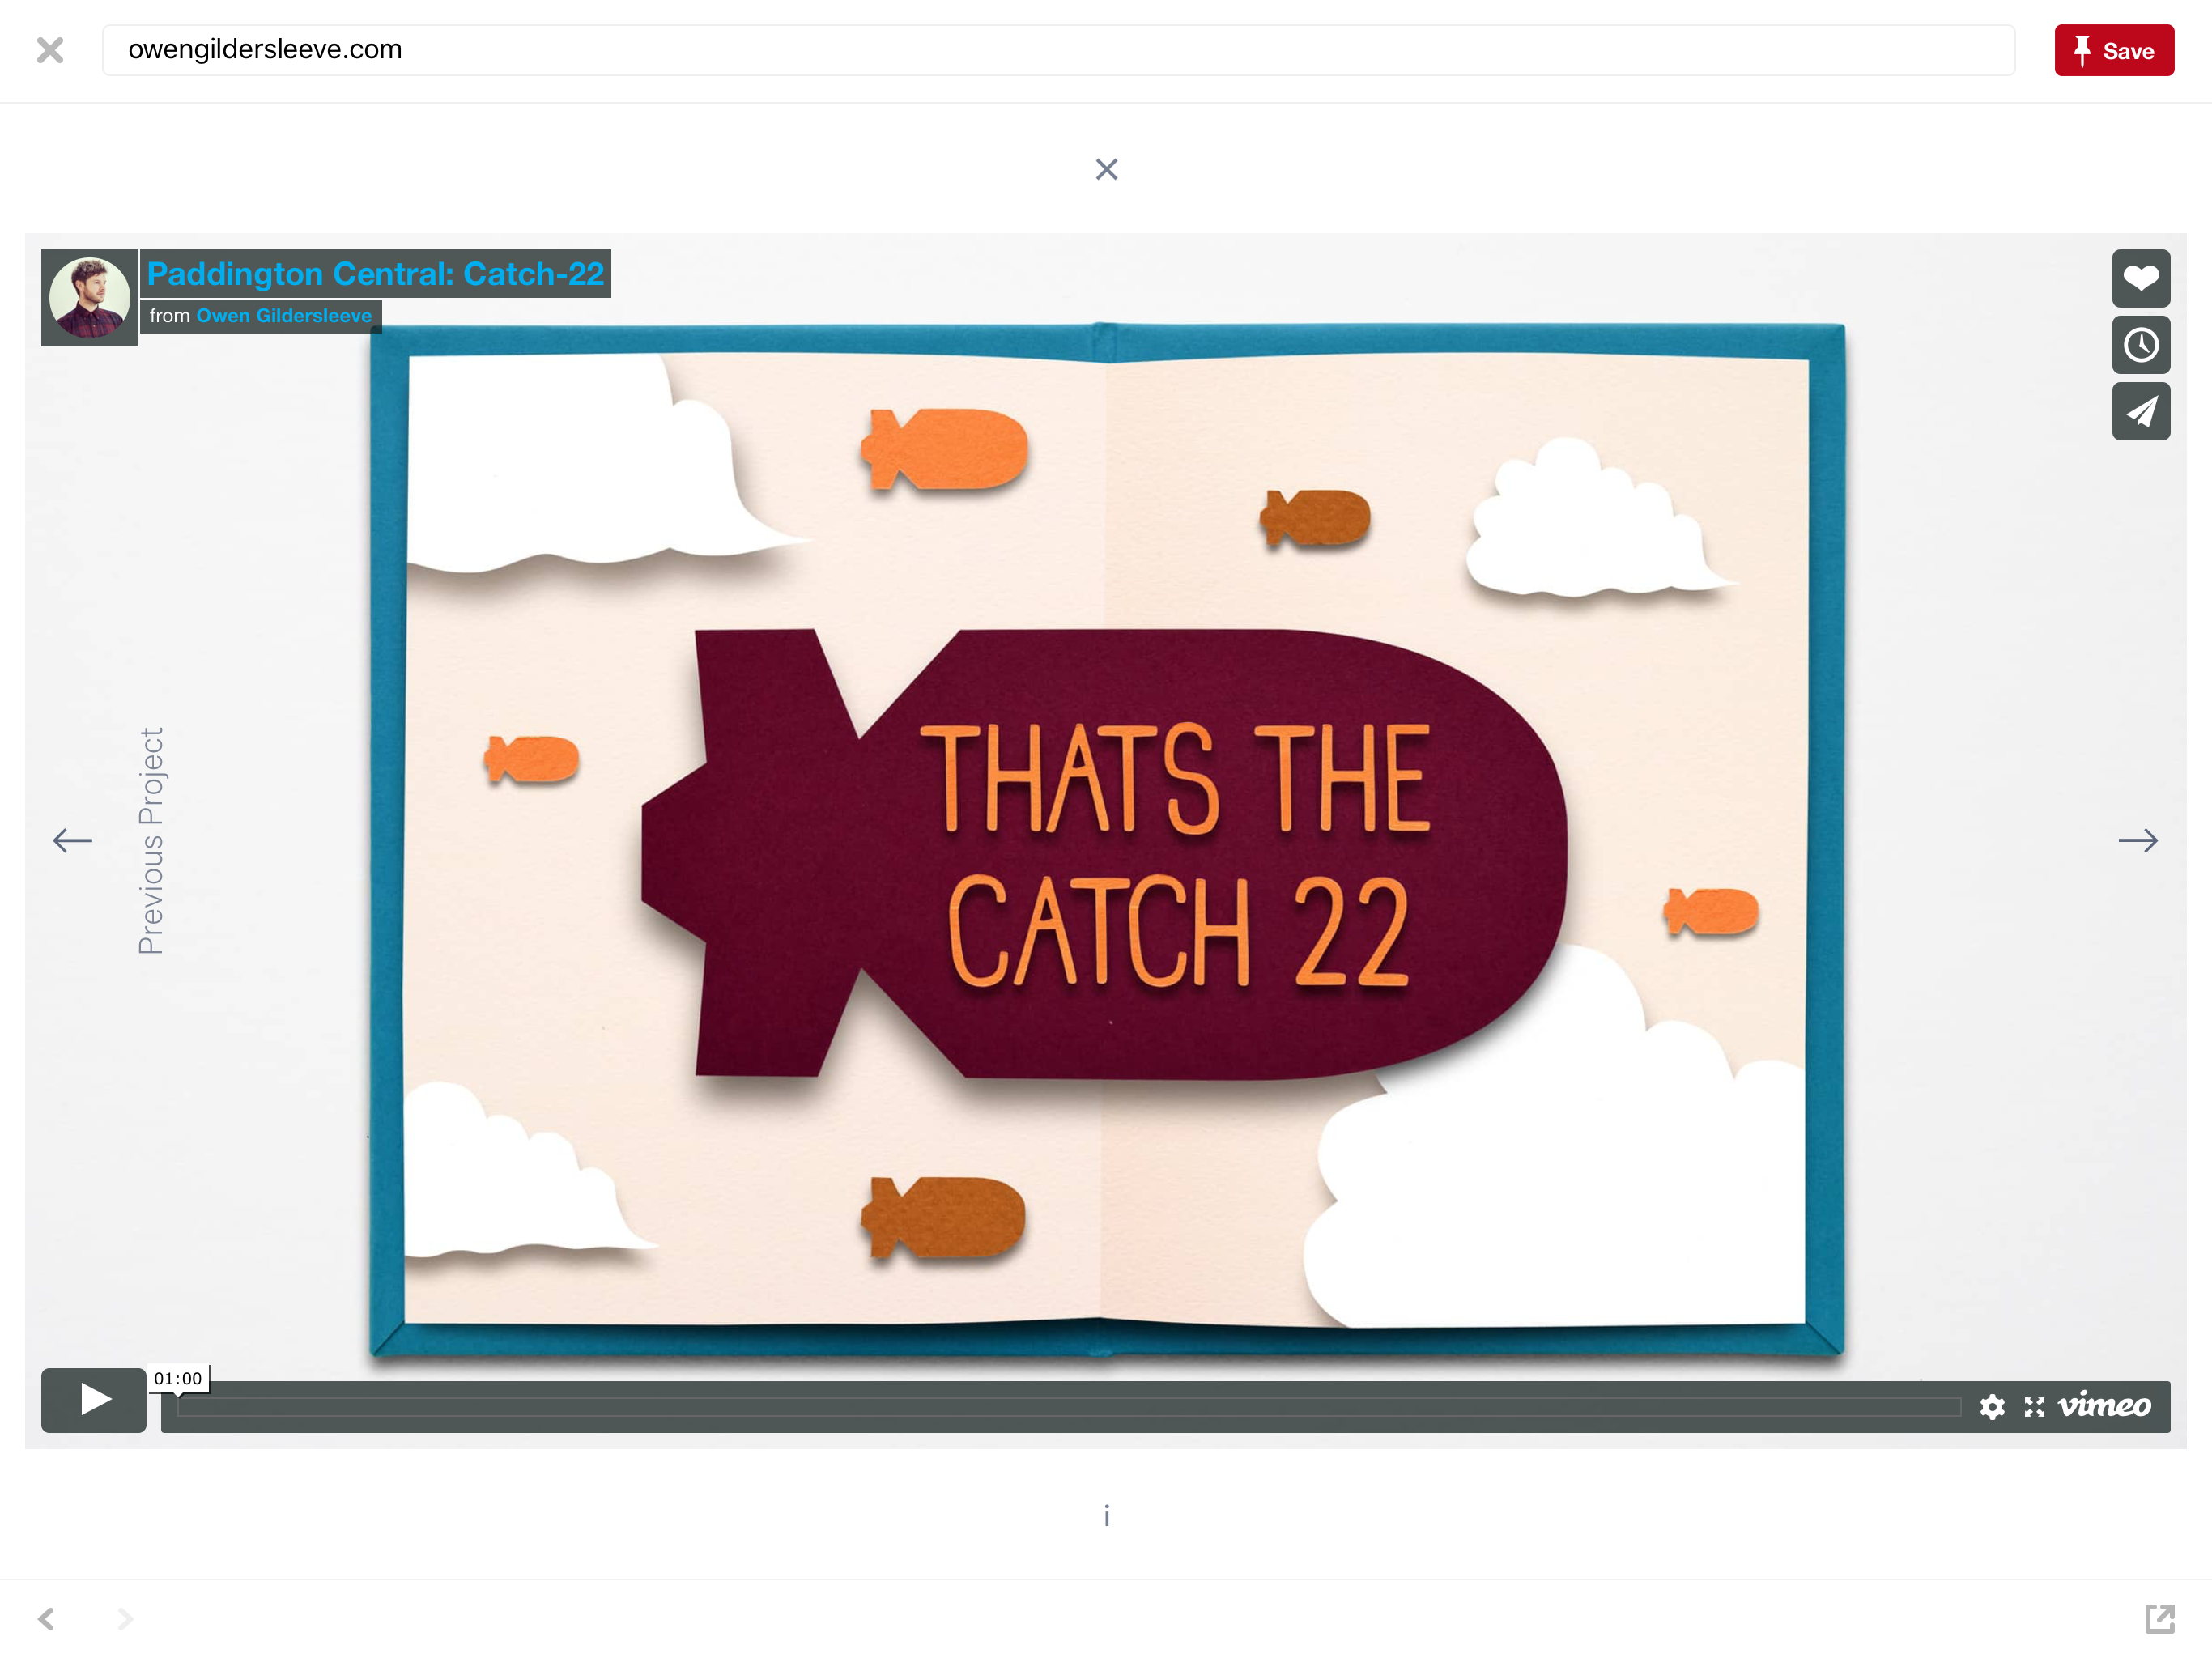 owengildersleeve.com
Save
Paddington Central: Catch-22
from Owen Gildersleeve
THATS THE
CATCH 22
Previous Project
01:00
vimeo
i